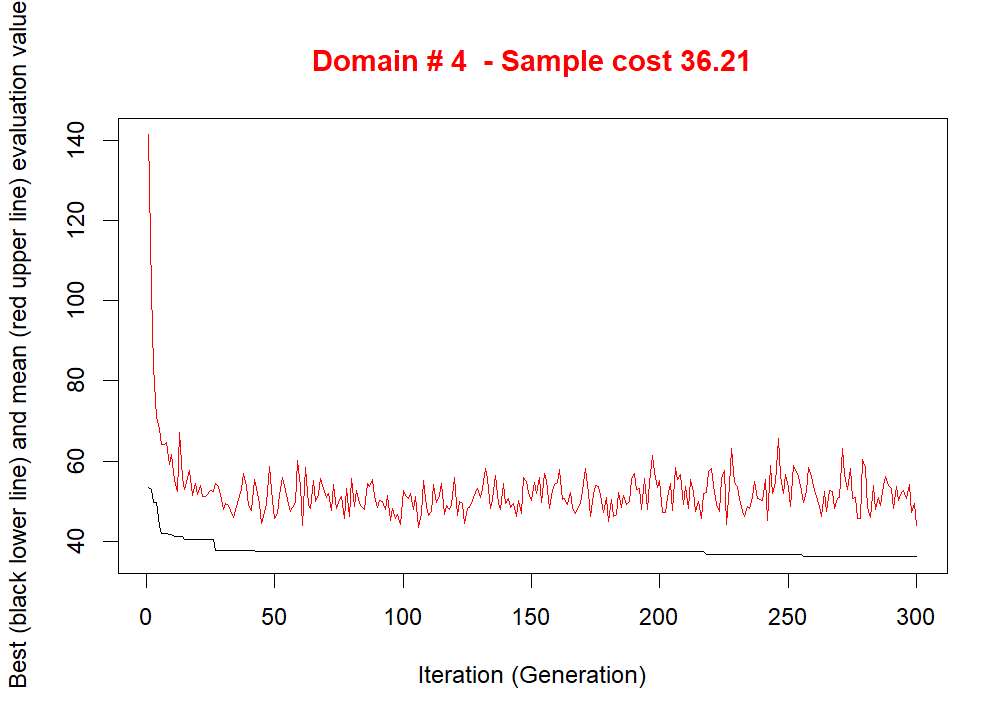 Domain # 4  - Sample cost 36.21
Best (black lower line) and mean (red upper line) evaluation value
140
120
100
80
60
40
0 50 100 150 200 250 300
Iteration (Generation)